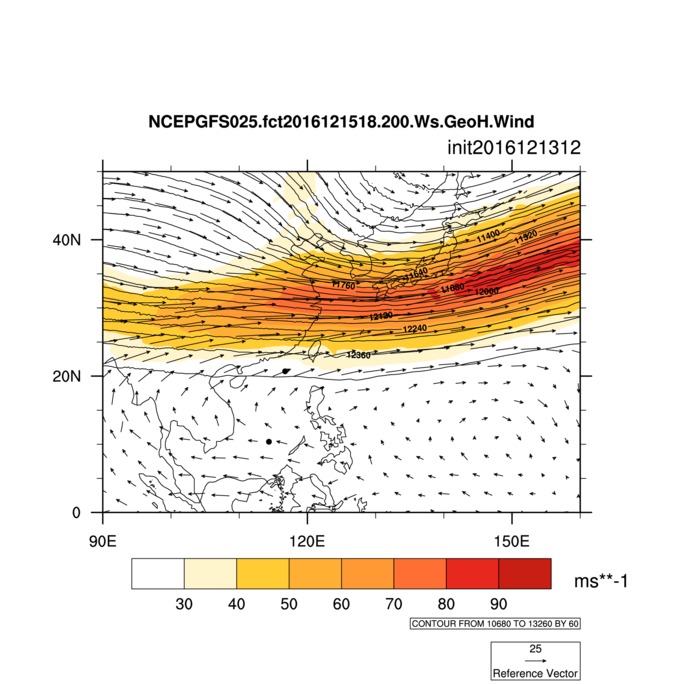 NCEPGFS025.fct2016121518.200.Ws.GeoH.Wind
init2016121312
11400
11520
40N
11640
11760
11880
12000
12120
12240
12360
20N
0
90E 120E 150E
ms**-1
30 40 50 60 70 80 90
CONTOUR FROM 10680 TO 13260 BY 60
25
Reference Vector